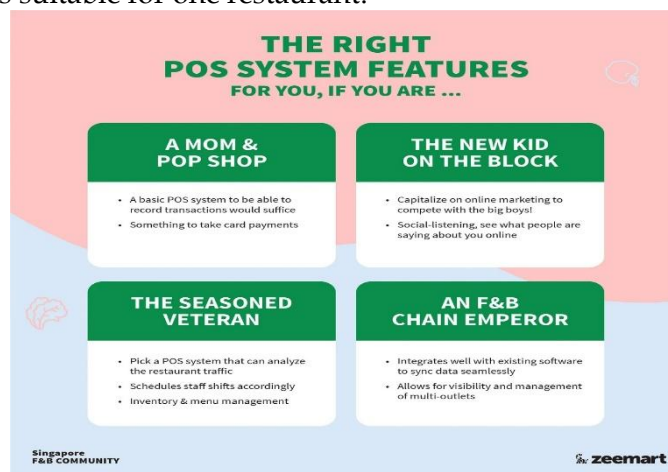 o suitable for one restaurant.
THE RIGHT
POS SYSTEM FEATURES
FOR YOU, IF YOU ARE ...
A MOM &
POP SHOP
• A basic POS system to be able to
record transactions would suffice
• Something to take card payments
THE NEW KID
ON THE BLOCK
• Capitalize on online marketing to
compete with the big boys!
• Social-listening, see what people are
saying about you online
THE SEASONED
VETERAN
• Pick a POS system that can analyze
the restaurant traffic
• Schedules staff shifts accordingly
• Inventory & menu management
AN F&B
CHAIN EMPEROR
• Integrates well with existing software
to sync data seamlessly
• Allows for visibility and management
of multi-outlets
Singapore
F&B COMMUNITY
zeemart